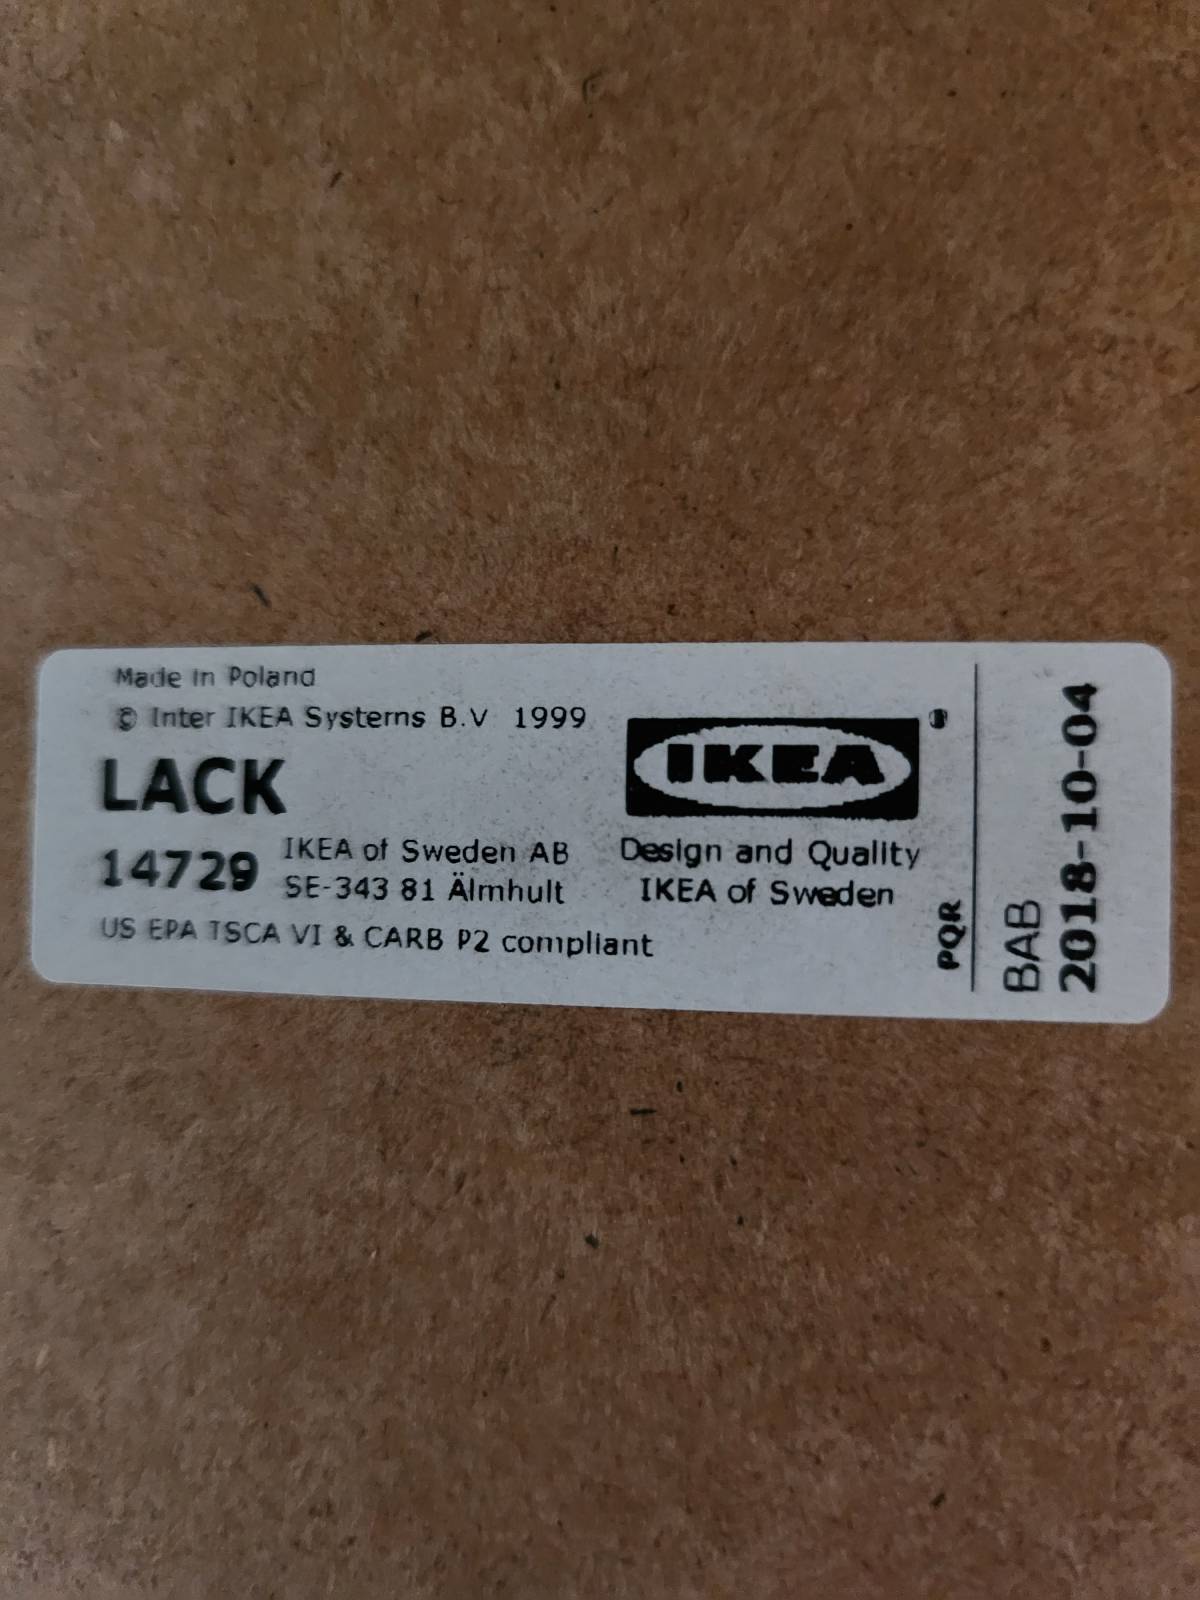 Made in Poland
© Inter IKEA Systems B.V 1999
LACK
14729
IKEA of Sweden AB
SE-343 81 Älmhult
US EPA TSCA VI & CARB P2 compliant
IKEA®
Design and Quality
IKEA of Sweden
PQR
BAB
2018-10-04